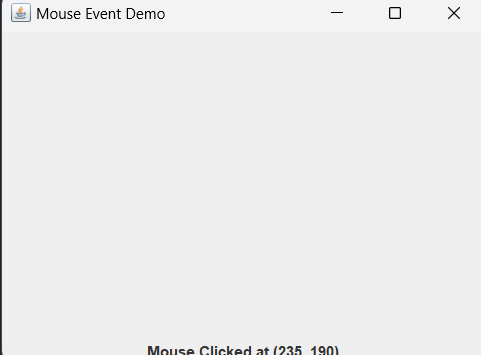 Mouse Event Demo
Mouse Clicked at (235, 190)